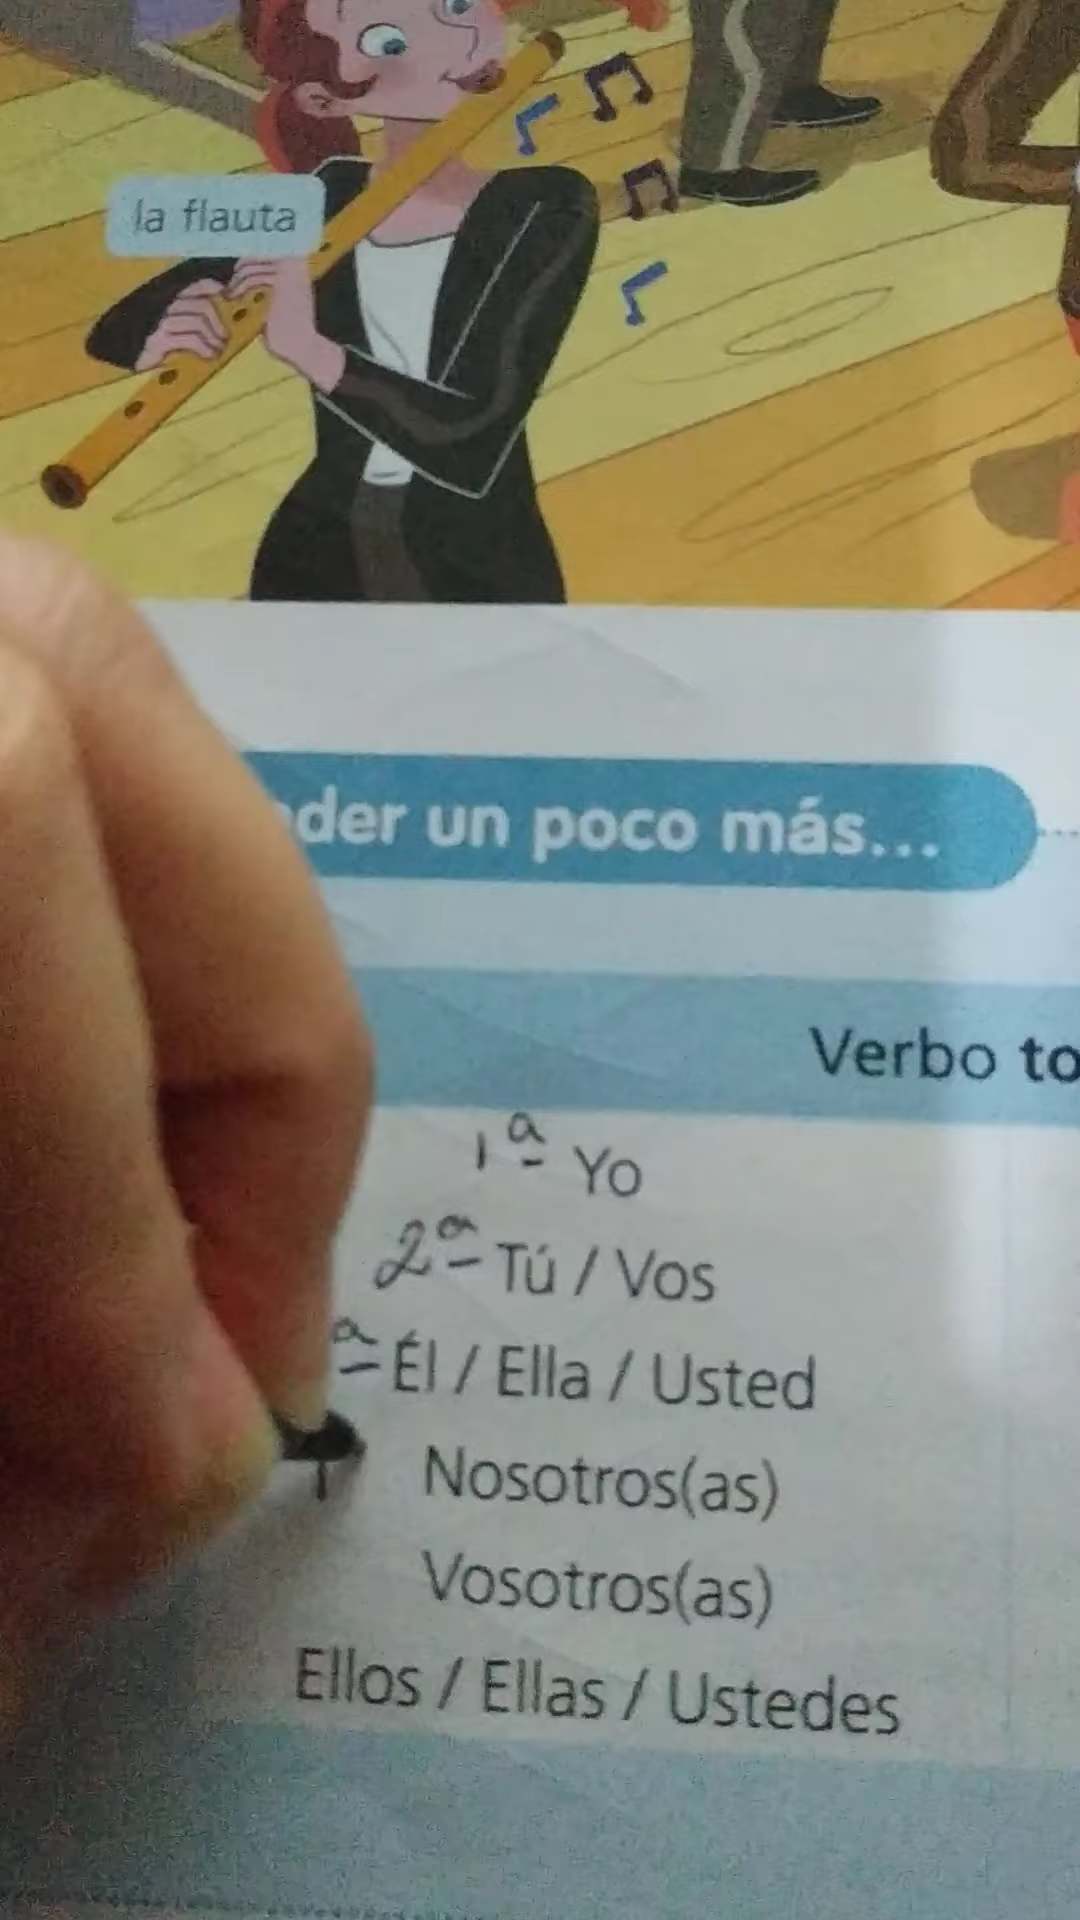 la flauta
der un poco más...
Verbo to
1ª Yo
2ª Tú / Vos
ª Él / Ella / Usted
Nosotros(as)
Vosotros(as)
Ellos / Ellas / Ustedes